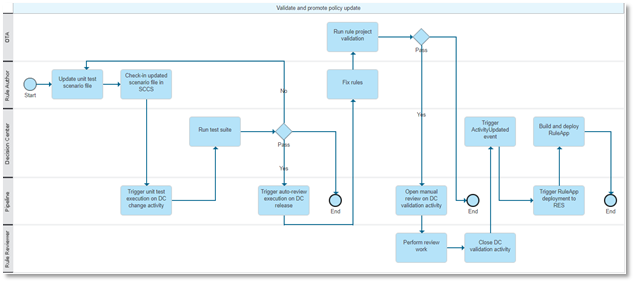 Validate and promote policy update
DTA
Run rule project
validation
Pass
Rule Author
Start
Update unit test
scenario file
Check-in updated
scenario file in
SCCS
Fix rules
No
Decision Center
Run test suite
Pass
Yes
Yes
Trigger
ActivityUpdated
event
Build and deploy
RuleApp
Pipeline
Trigger unit test
execution on DC
change activity
Trigger auto-review
execution on DC
release
End
Open manual
review on DC
validation activity
End
Trigger RuleApp
deployment to
RES
End
Rule Reviewer
Perform review
work
Close DC
validation activity